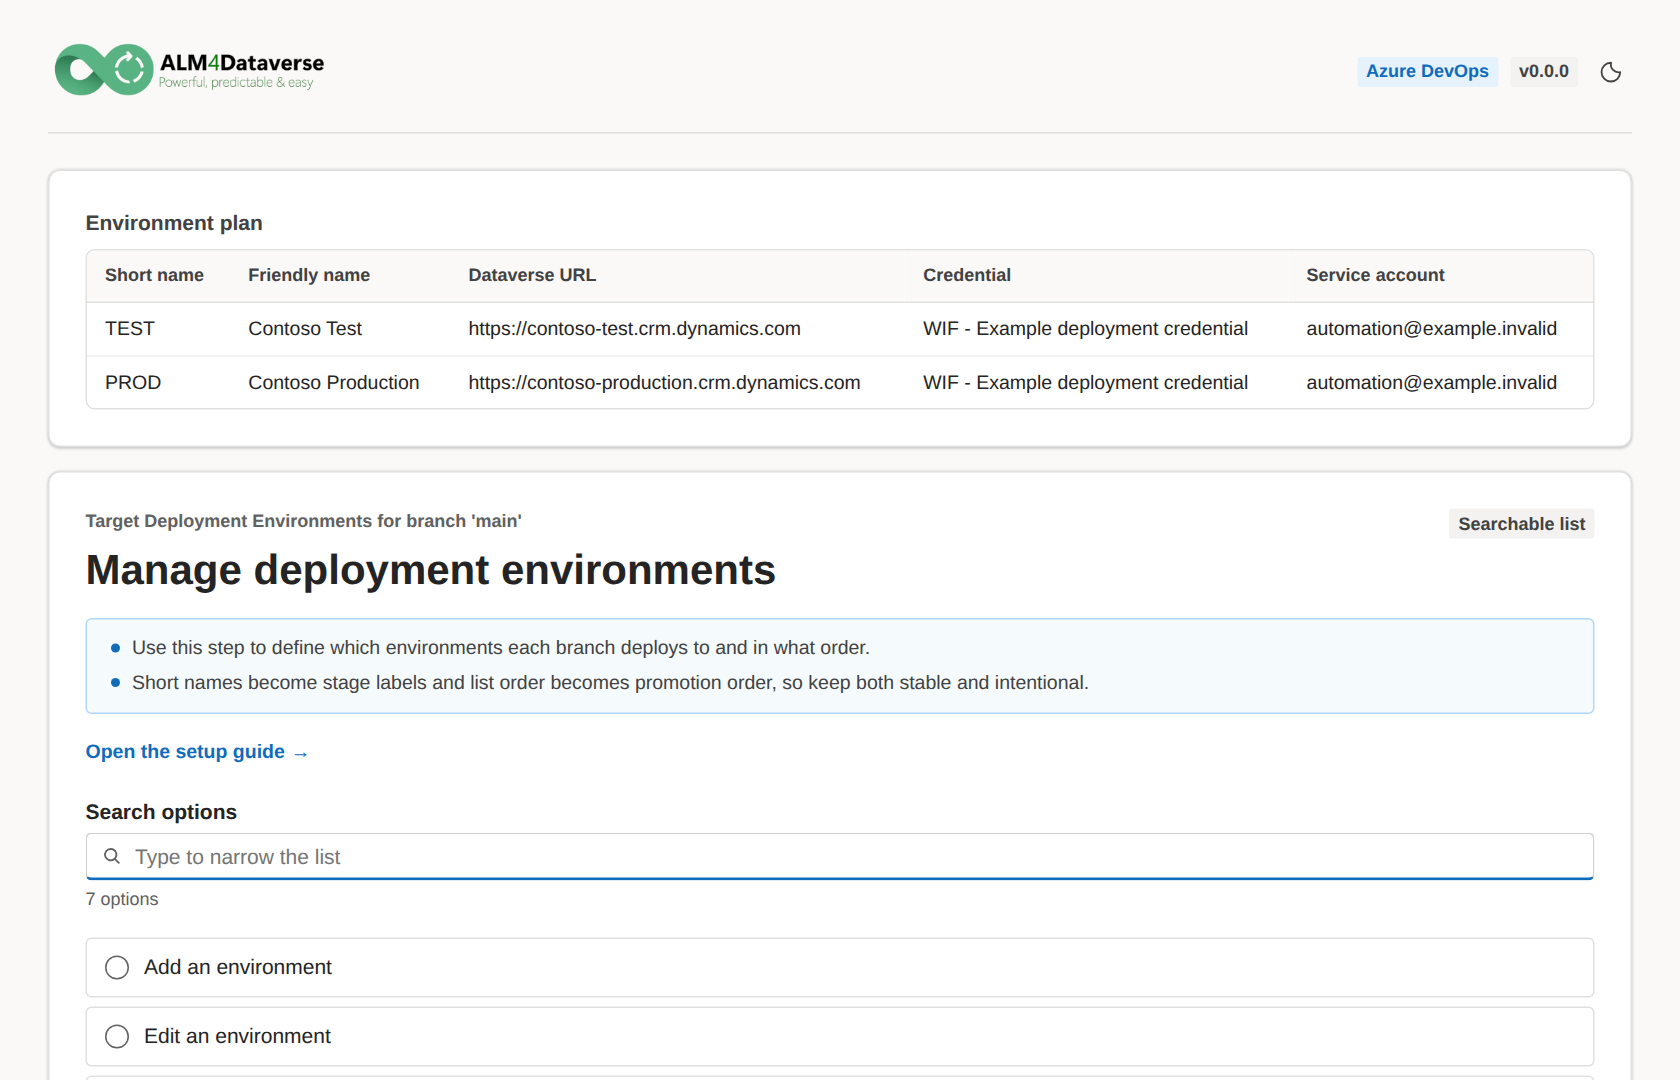 ALM4Dataverse
Powerful, predictable & easy
Azure DevOps
v0.0.0
Environment plan
Short name Friendly name Dataverse URL Credential Service account
TEST Contoso Test https://contoso-test.crm.dynamics.com WIF - Example deployment credential automation@example.invalid
PROD Contoso Production https://contoso-production.crm.dynamics.com WIF - Example deployment credential automation@example.invalid
Target Deployment Environments for branch 'main'
Searchable list
Manage deployment environments
Use this step to define which environments each branch deploys to and in what order.
Short names become stage labels and list order becomes promotion order, so keep both stable and intentional.
Open the setup guide →
Search options
Type to narrow the list
7 options
Add an environment
Edit an environment